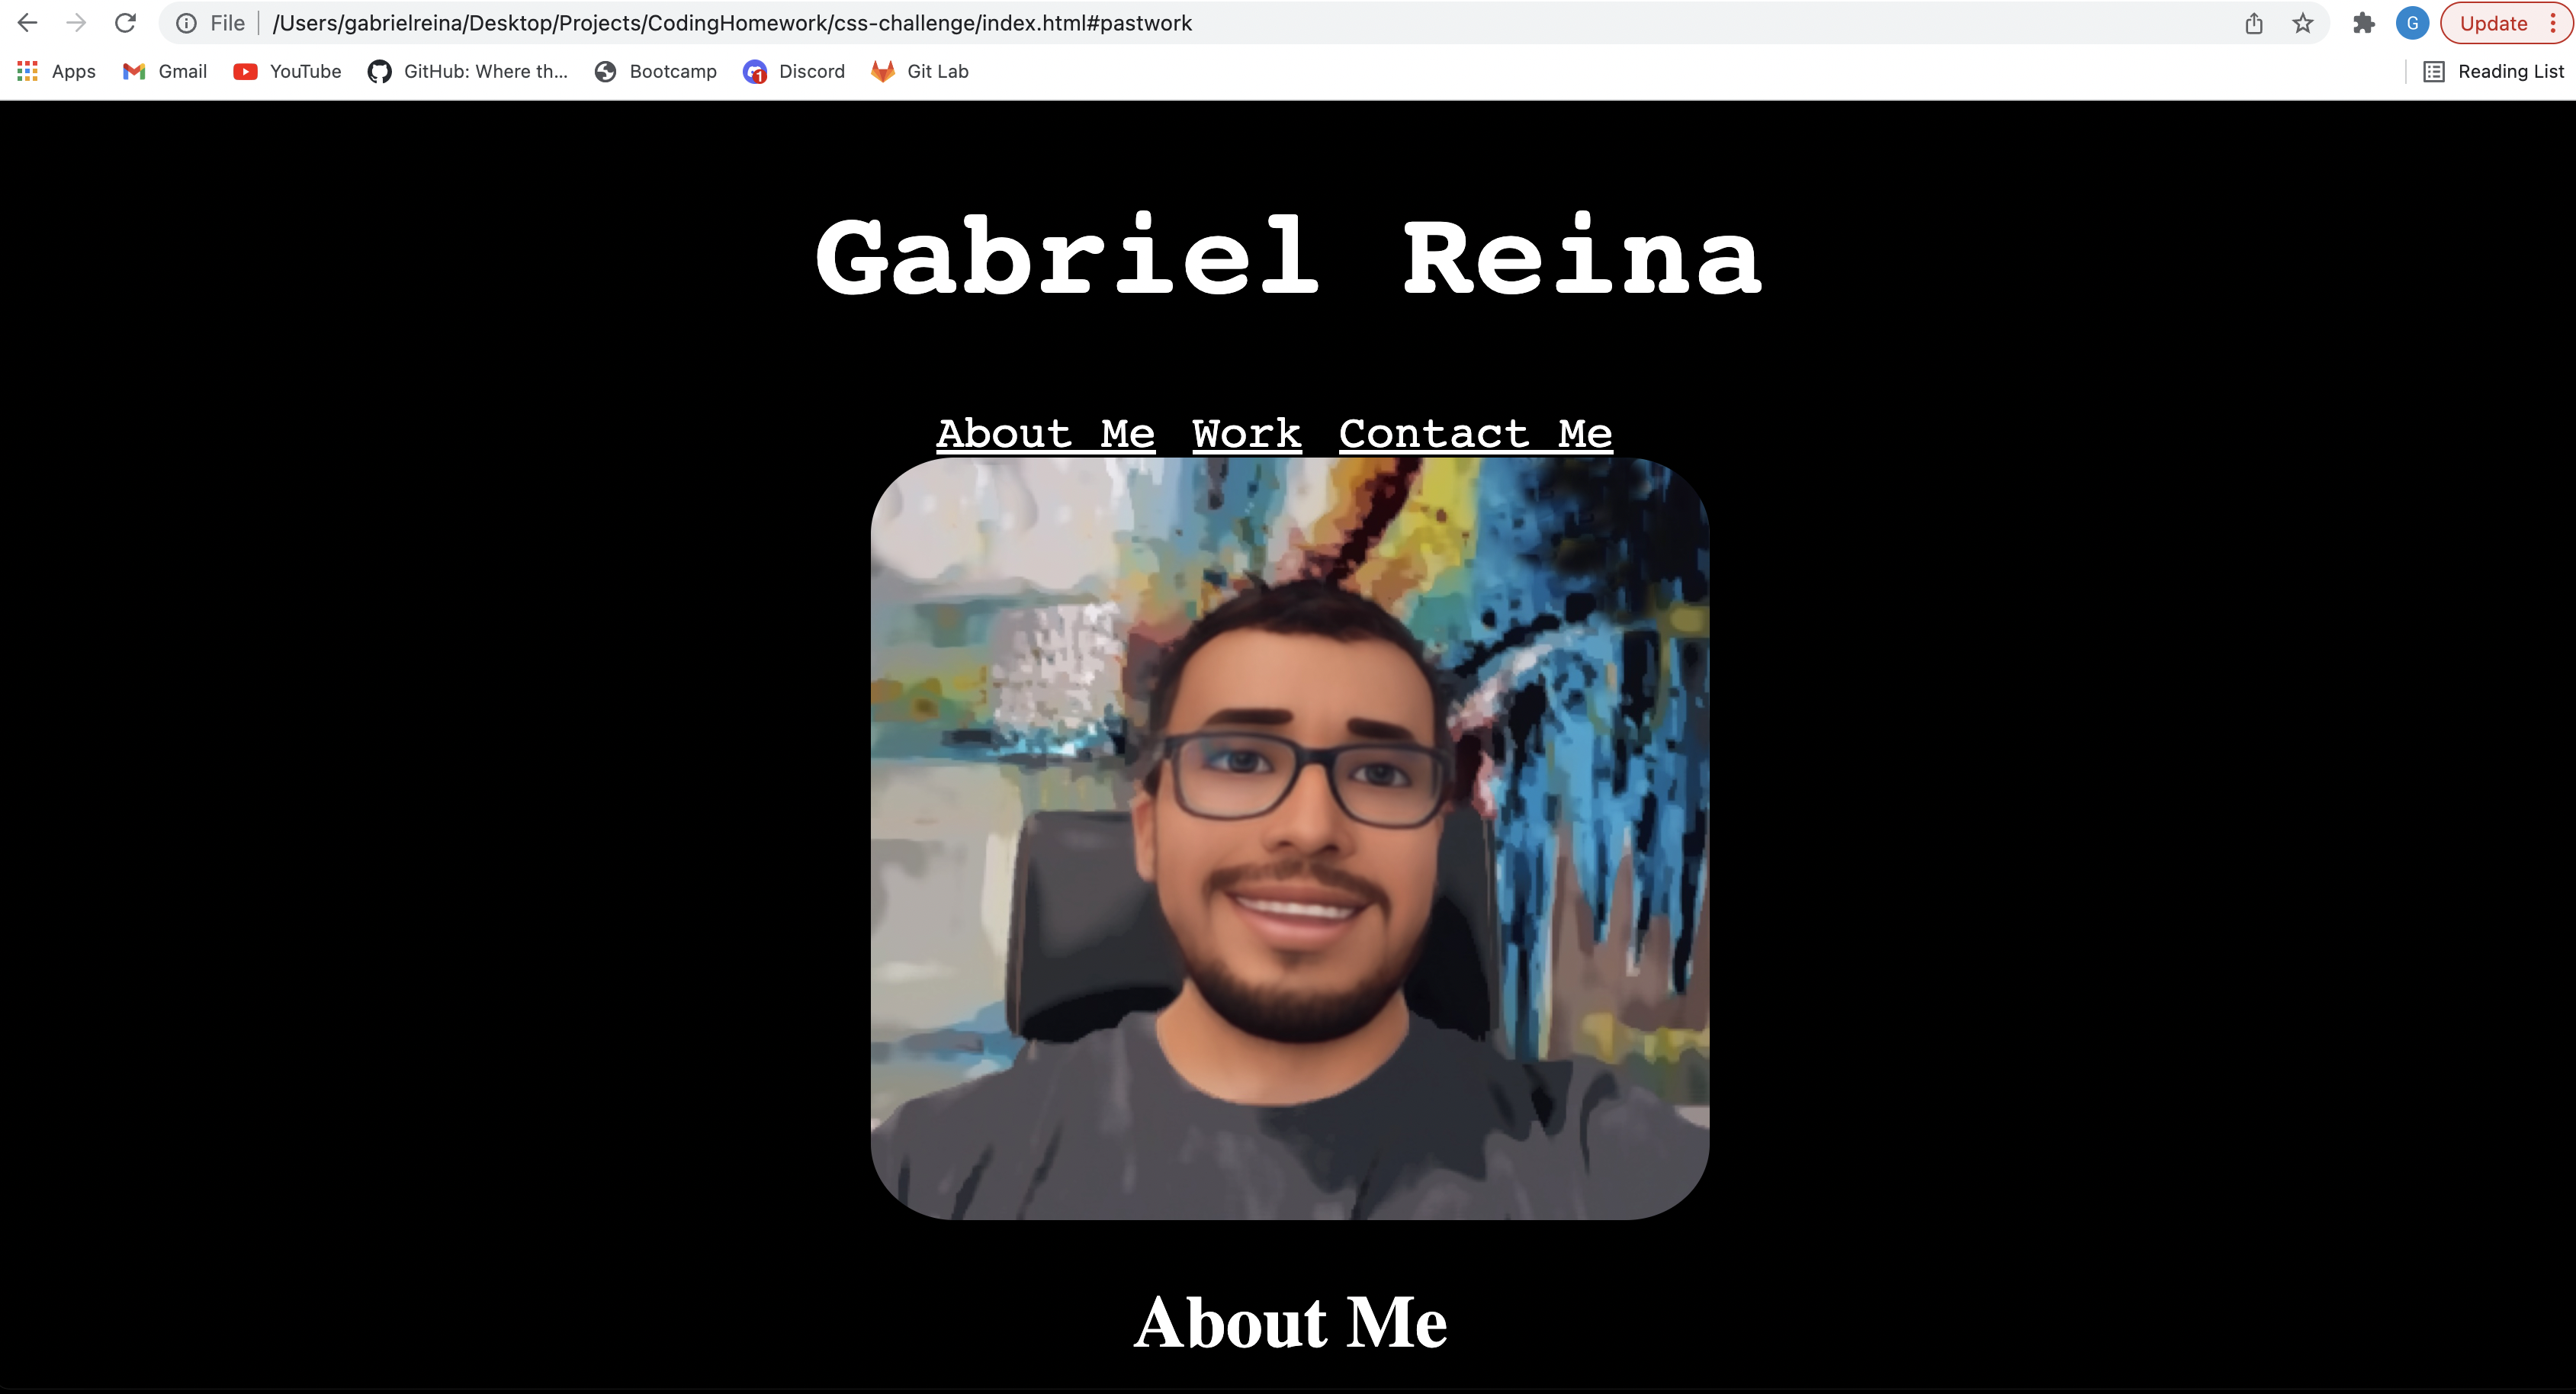 File /Users/gabrielreina/Desktop/Projects/CodingHomework/css-challenge/index.html#pastwork G Update
Apps Gmail YouTube GitHub: Where th... Bootcamp 1 Discord Git Lab Reading List
Gabriel Reina
About Me Work Contact Me
About Me